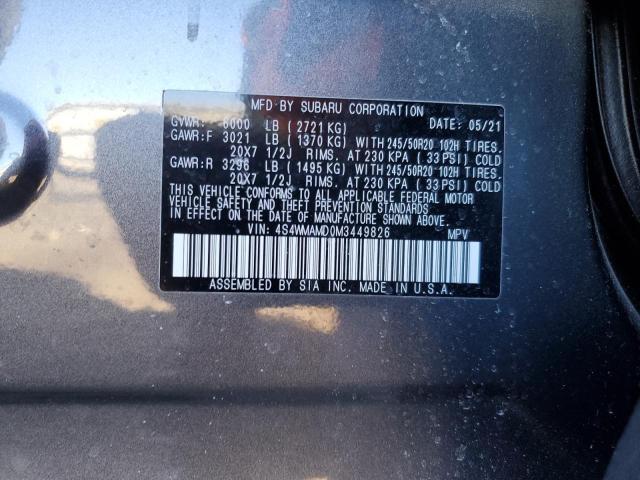 MFD BY SUBARU CORPORATION DATE: 05/21
GVWR: 6000 LB ( 2721KG)
GAWR:F 3021 LB ( 1370 KG) WITH 245/50R20 102H TIRES.
20X7 1/2J RIMS. AT 230 KPA ( 33 PSI) COLD
GAWR:R 3296 LB ( 1495 KG) WITH 245/50R20 102H TIRES.
20X7 1/2J RIMS. AT 230 KPA ( 33 PSI) COLD
THIS VEHICLE CONFORMS TO ALL APPLICABLE FEDERAL MOTOR
VEHICLE SAFETY AND THEFT PREVENTION STANDARDS
IN EFFECT ON THE DATE OF MANUFACTURE SHOWN ABOVE.
VIN: 4S4WMAMD0M3449826 MPV
ASSEMBLED BY SIA INC. MADE IN U.S.A.